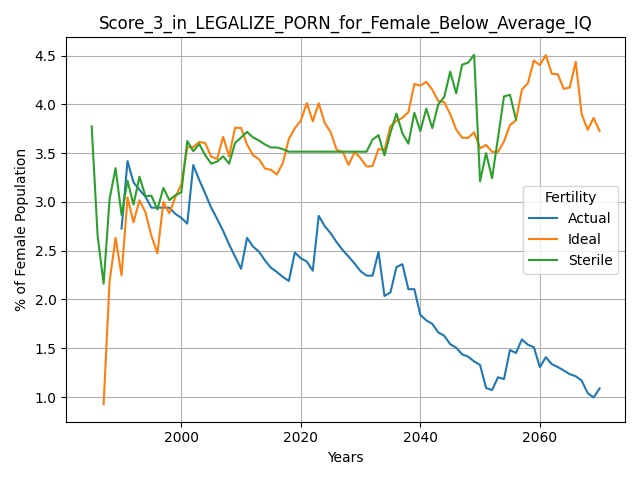 Score_3_in_LEGALIZE_PORN_for_Female_Below_Average_IQ
% of Female Population
4.5
4.0
3.5
3.0
2.5
2.0
1.5
1.0
Fertility
Actual
Ideal
Sterile
2000
2020
2040
2060
Years